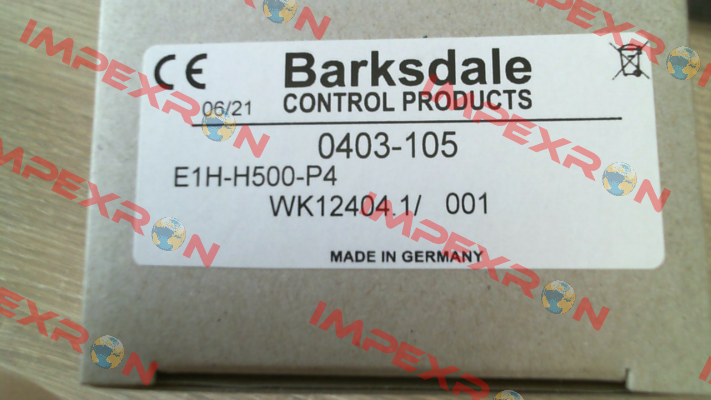 CE
Barksdale
06/21 CONTROL PRODUCTS
0403-105
E1H-H500-P4
WK12404.1/ 001
MADE IN GERMANY
IMPEXRON
IMPEXRON
IMPEXRON
IMPEXRON
IMPEXRON
IMPEXRON